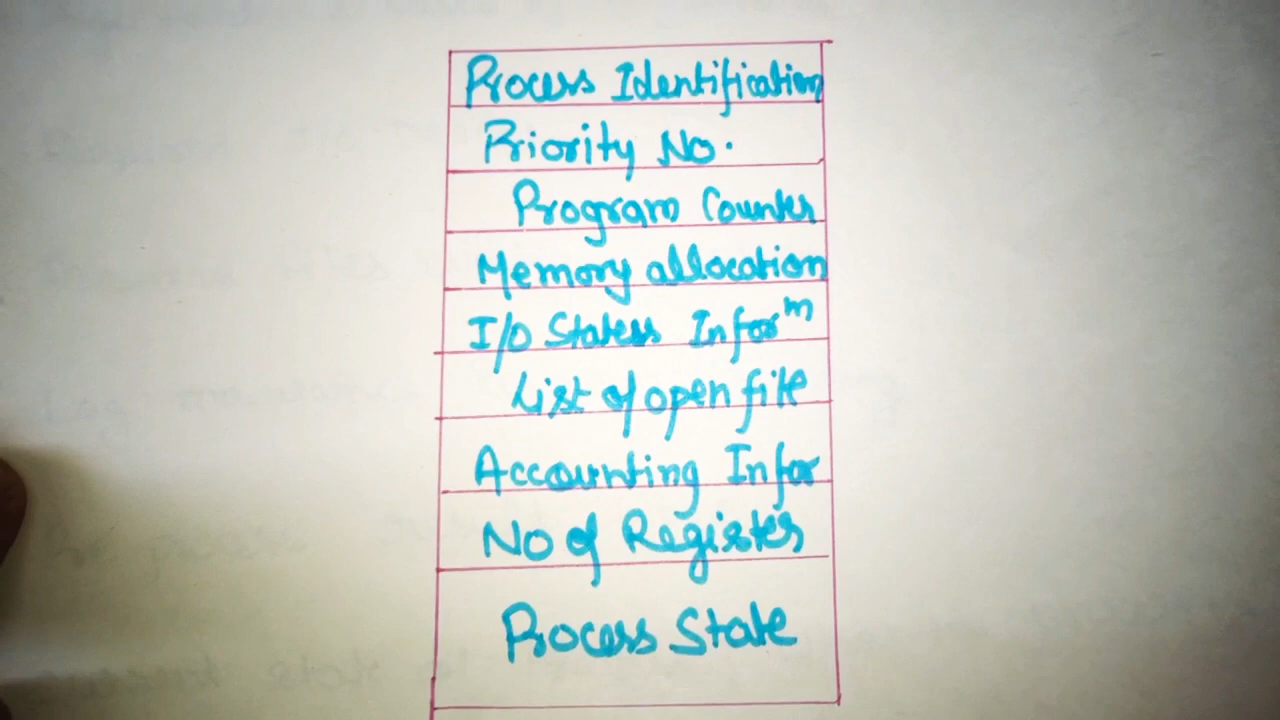 Process Identification
Priority No.
Program Counter
Memory allocation
I/O Status Inforᵐ
List of open file
Accounting Infor
No of Register
Process State